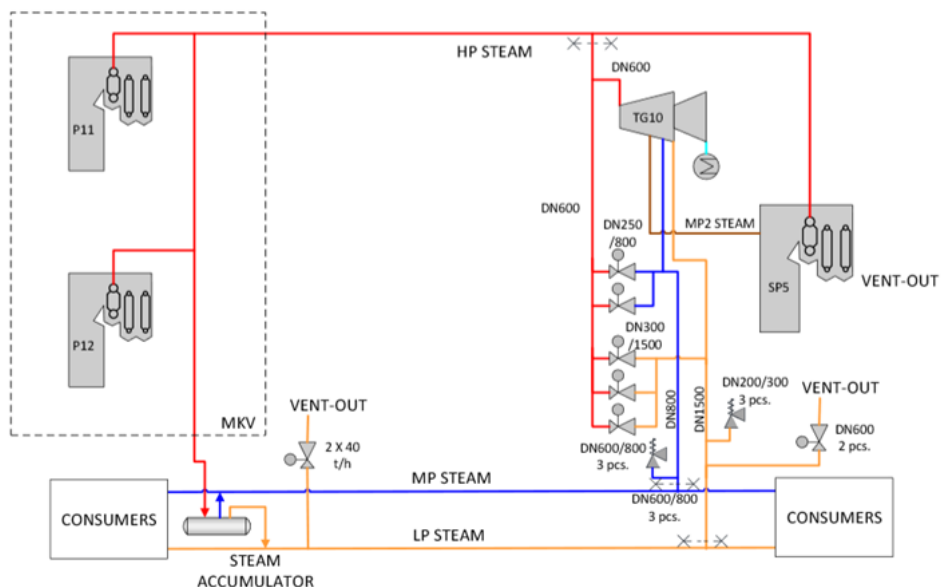 HP STEAM
DN600
TG10
P11
DN600
DN250
/800
MP2 STEAM
SP5
VENT-OUT
P12
DN300
/1500
MKV
VENT-OUT
2 X 40
t/h
DN800
DN1500
DN200/300
3 pcs.
VENT-OUT
DN600
2 pcs.
DN600/800
3 pcs.
CONSUMERS
MP STEAM
DN600/800
3 pcs.
CONSUMERS
LP STEAM
STEAM
ACCUMULATOR
M